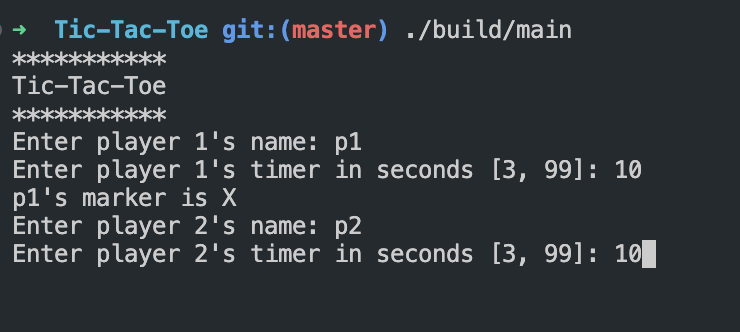 ➜ Tic-Tac-Toe git:(master) ./build/main
***********
Tic-Tac-Toe
***********
Enter player 1's name: p1
Enter player 1's timer in seconds [3, 99]: 10
p1's marker is X
Enter player 2's name: p2
Enter player 2's timer in seconds [3, 99]: 10